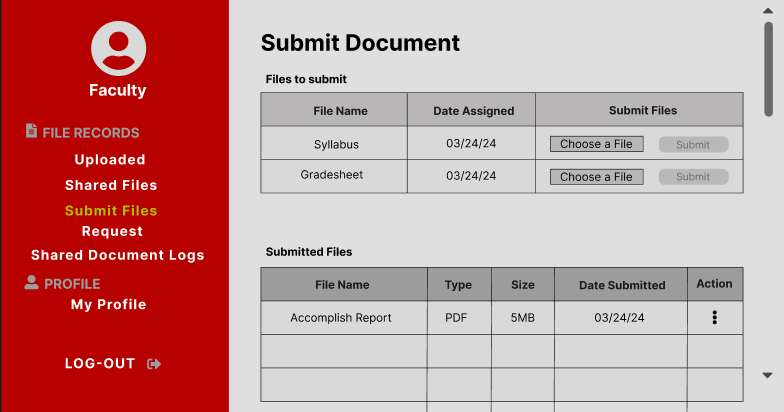 Faculty
FILE RECORDS
Uploaded
Shared Files
Submit Files
Request
Shared Document Logs
PROFILE
My Profile
LOG-OUT
Submit Document
Files to submit
File Name Date Assigned Submit Files
Syllabus 03/24/24 Choose a File Submit
Gradesheet 03/24/24 Choose a File Submit
Submitted Files
File Name Type Size Date Submitted Action
Accomplish Report PDF 5MB 03/24/24